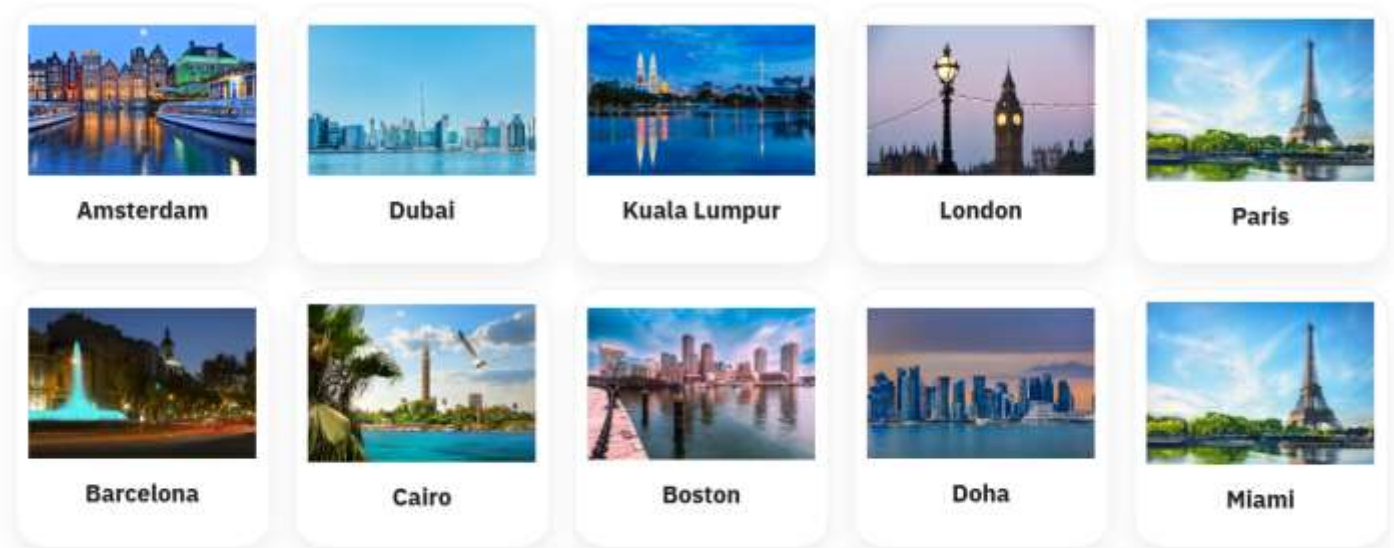 Amsterdam
Dubai
Kuala Lumpur
London
Paris
Barcelona
Cairo
Boston
Doha
Miami